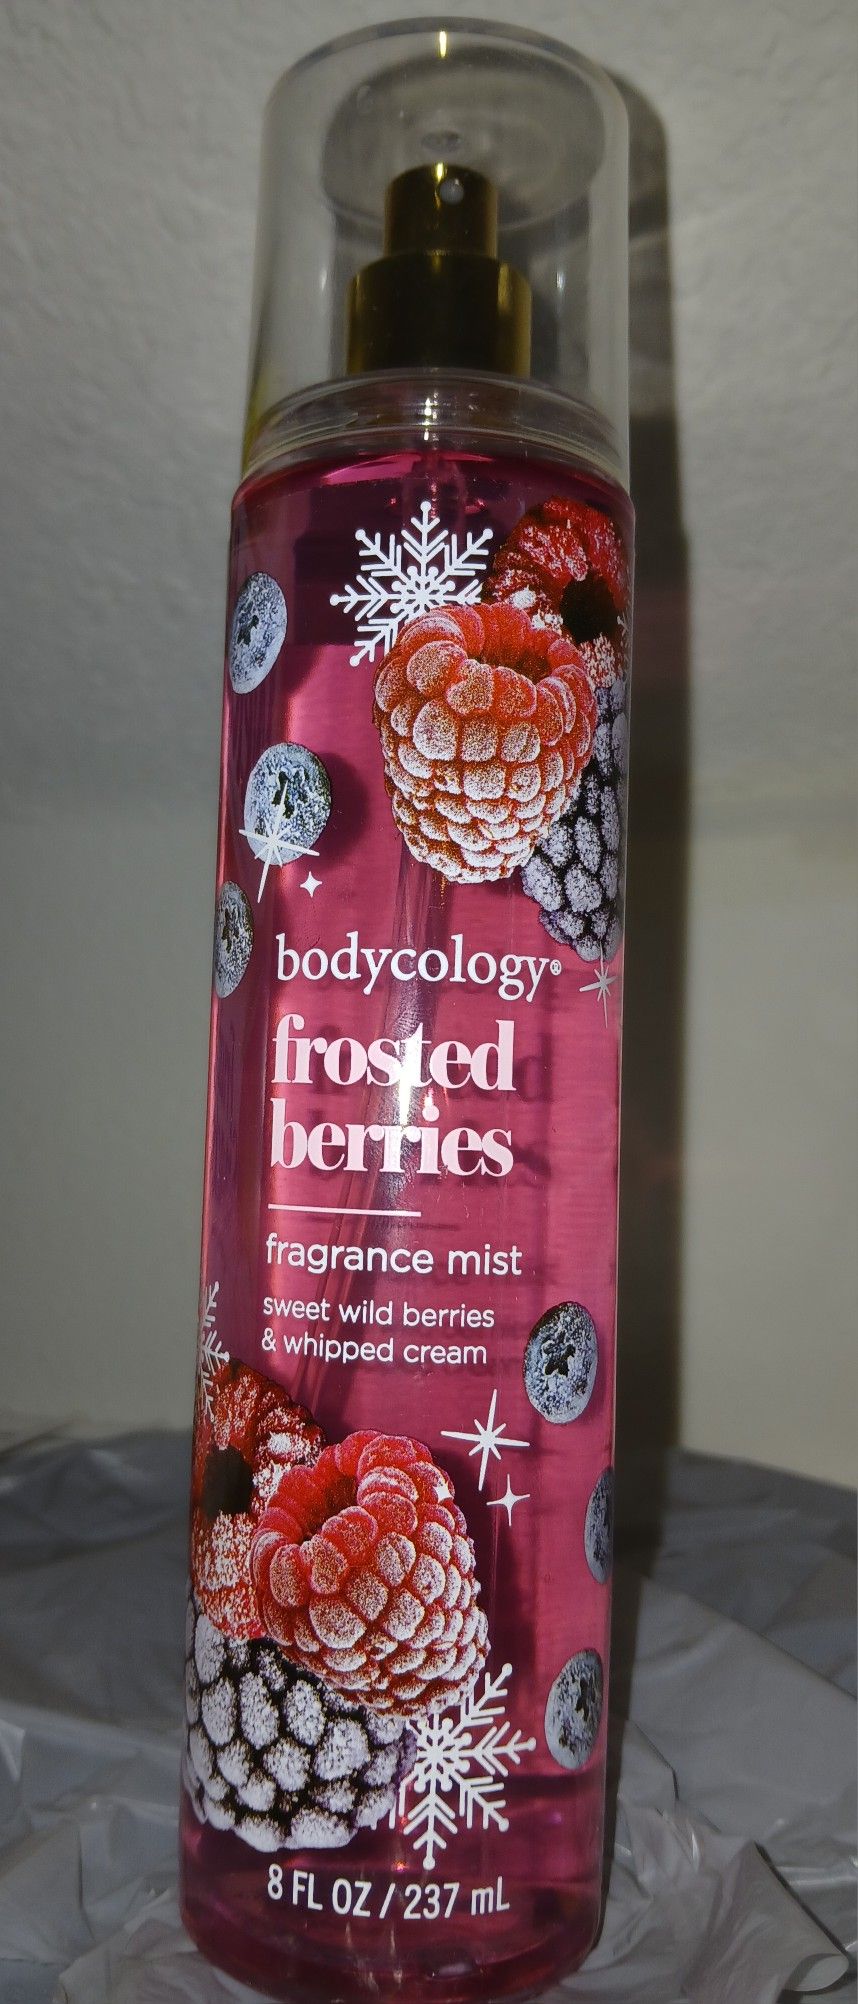 bodycology®
frosted
berries
fragrance mist
sweet wild berries
& whipped cream
8 FL OZ / 237 mL